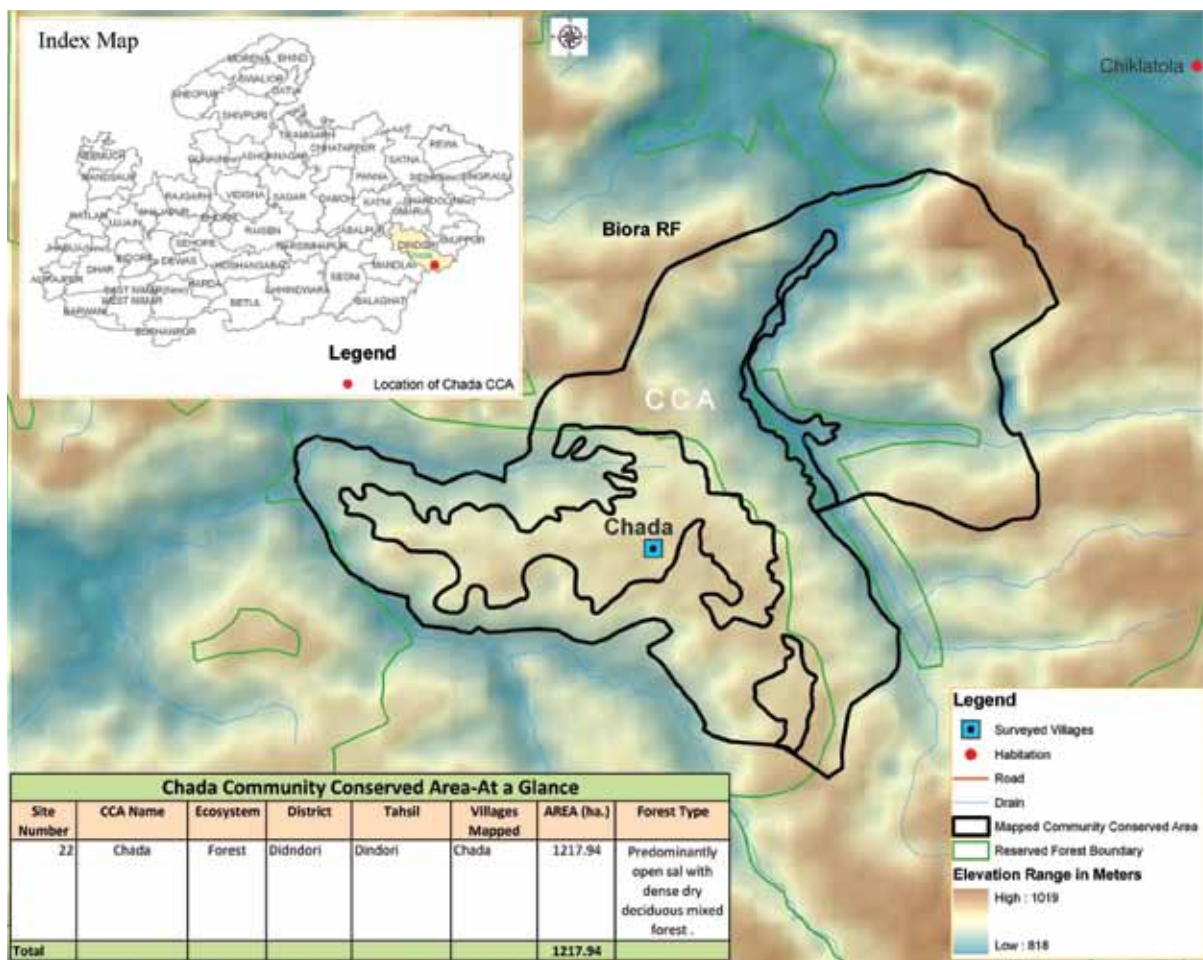 Index Map
MORENA BHIND
GWALIOR
DATIA
SHEOPUR
SHIVPURI
TIKAMGARH
CHHATARPUR
REWA
SATNA
NEEMUCH
MANDSAUR
GUNA(New) ASHOKNAGAR
PANNA
SIDHI(New) SINGRAULI
RAJGARH
VIDISHA
SAGAR
DAMOH
KATNI
SHAHDOL(New)
UMARIA
RATLAM
UJJAIN
SHAJAPUR
BHOPAL
RAISEN
JABALPUR
DINDORI
ANUPPUR
JHABUA(New)
INDORE
DEWAS
SEHORE
NARSIMHAPUR
MANDLA
DHAR
HOSHANGABAD
SEONI
ALIRAJPUR
EAST NIMAR(New)
HARDA
CHHINDWARA
BALAGHAT
BARWANI
WEST NIMAR
BETUL
BURHANPUR
Legend
Location of Chada CCA
Chiklatola
Biora RF
CCA
Chada
Legend
Surveyed Villages
Habitation
Road
Drain
Mapped Community Conserved Area
Reserved Forest Boundary
Elevation Range in Meters
High : 1019
Low : 818
Chada Community Conserved Area-At a Glance
Site Number CCA Name Ecosystem District Tahsil Villages Mapped AREA (ha.) Forest Type
22 Chada Forest Didndori Dindori Chada 1217.94 Predominantly
open sal with
dense dry
deciduous mixed
forest .
Total 1217.94